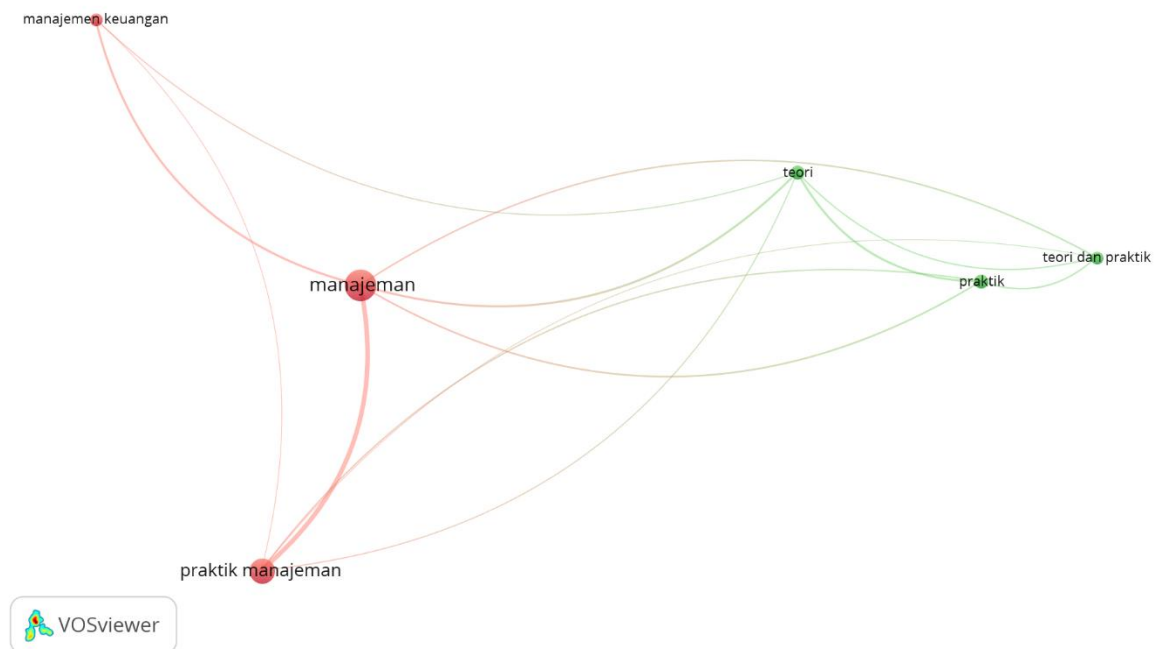 manajemen keuangan
teori
teori dan praktik
praktik
manajeman
praktik manajeman
VOSviewer